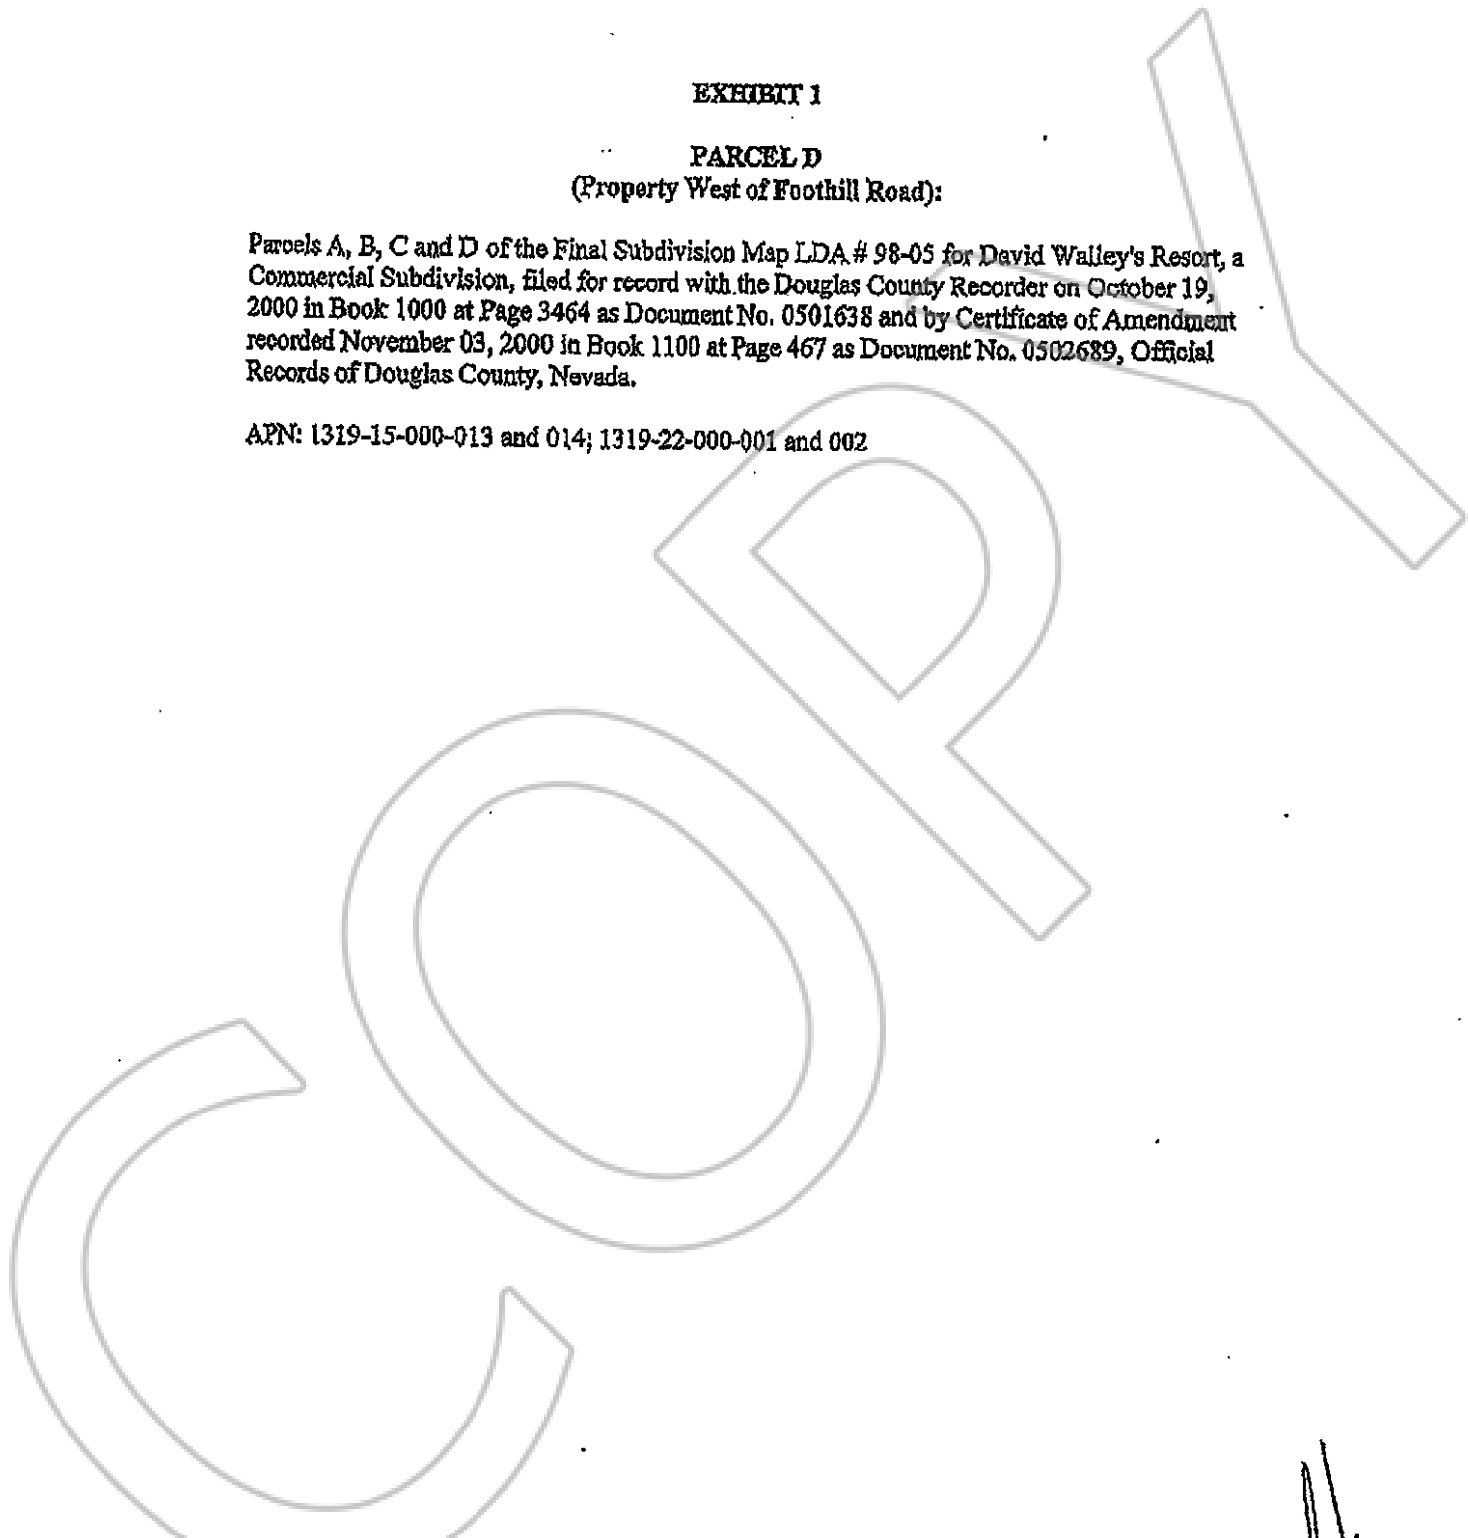 EXHIBIT 1
PARCEL D
(Property West of Foothill Road):
Parcels A, B, C and D of the Final Subdivision Map LDA # 98-05 for David Walley's Resort, a
Commercial Subdivision, filed for record with the Douglas County Recorder on October 19,
2000 in Book 1000 at Page 3464 as Document No. 0501638 and by Certificate of Amendment
recorded November 03, 2000 in Book 1100 at Page 467 as Document No. 0502689, Official
Records of Douglas County, Nevada.
APN: 1319-15-000-013 and 014; 1319-22-000-001 and 002
COPY